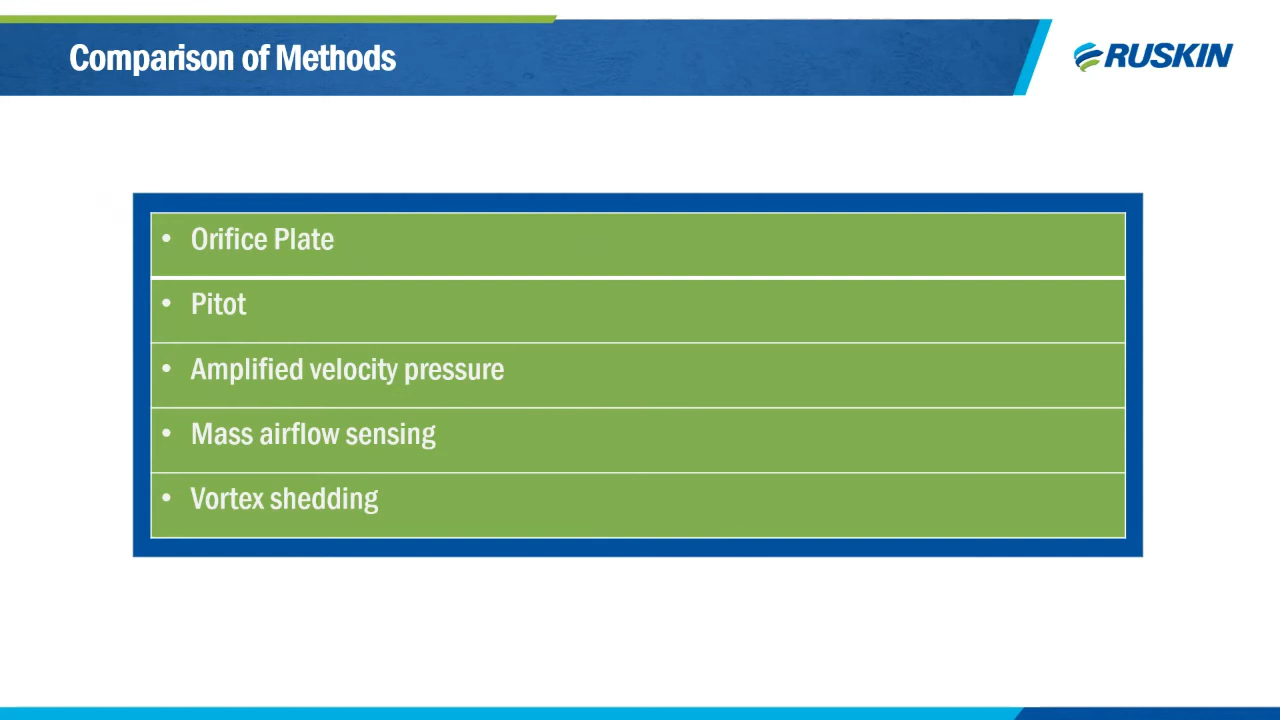 Comparison of Methods
RUSKIN
• Orifice Plate
• Pitot
• Amplified velocity pressure
• Mass airflow sensing
• Vortex shedding